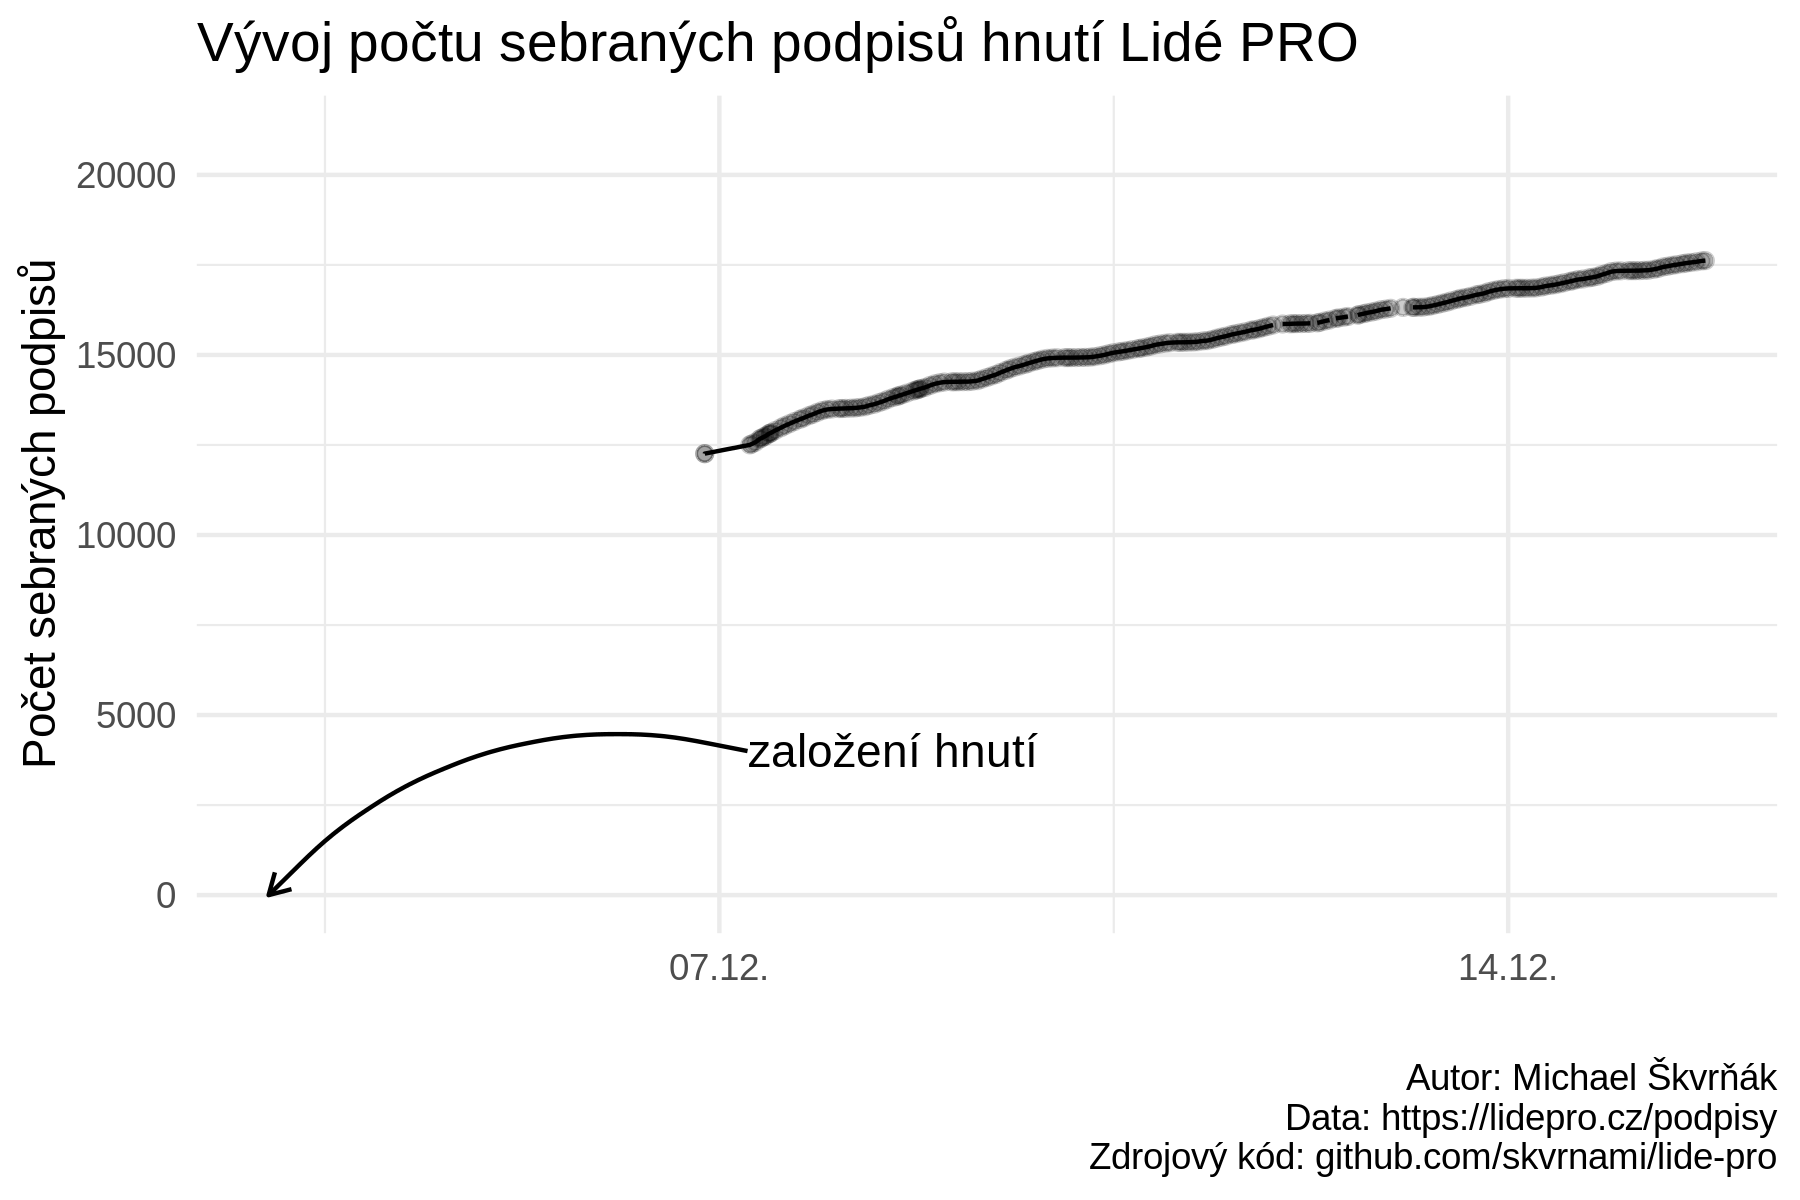 Vývoj počtu sebraných podpisů hnutí Lidé PRO
Počet sebraných podpisů
20000
15000
10000
5000
0
založení hnutí
07.12.
14.12.
Autor: Michael Škvrňák
Data: https://lidepro.cz/podpisy
Zdrojový kód: github.com/skvrnami/lide-pro